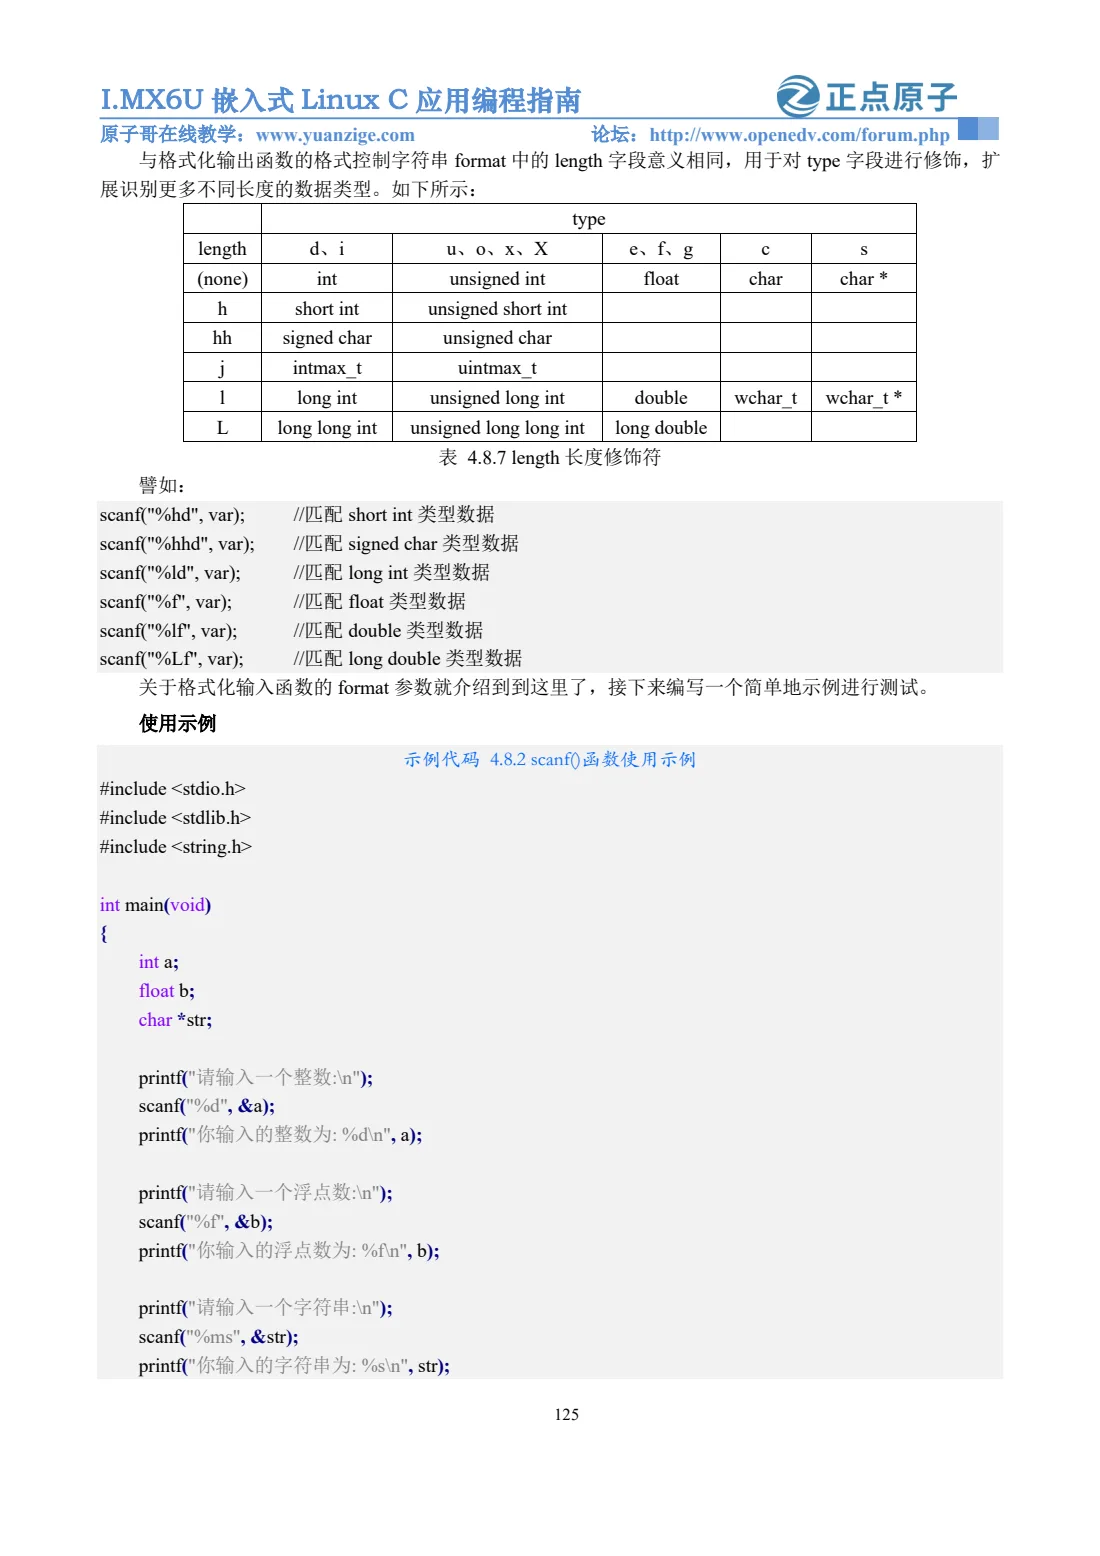 I.MX6U 嵌入式 Linux C 应用编程指南
正点原子
原子哥在线教学：www.yuanzige.com 论坛：http://www.openedv.com/forum.php
与格式化输出函数的格式控制字符串 format 中的 length 字段意义相同，用于对 type 字段进行修饰，扩
展识别更多不同长度的数据类型。如下所示：
type
length d、i u、o、x、X e、f、g c s
(none) int unsigned int float char char *
h short int unsigned short int
hh signed char unsigned char
j intmax_t uintmax_t
l long int unsigned long int double wchar_t wchar_t *
L long long int unsigned long long int long double
表 4.8.7 length 长度修饰符
譬如：
scanf("%hd", var); //匹配 short int 类型数据
scanf("%hhd", var); //匹配 signed char 类型数据
scanf("%ld", var); //匹配 long int 类型数据
scanf("%f", var); //匹配 float 类型数据
scanf("%lf", var); //匹配 double 类型数据
scanf("%Lf", var); //匹配 long double 类型数据
关于格式化输入函数的 format 参数就介绍到到这里了，接下来编写一个简单地示例进行测试。
使用示例
示例代码 4.8.2 scanf()函数使用示例
#include <stdio.h>
#include <stdlib.h>
#include <string.h>
int main(void)
{
int a;
float b;
char *str;
printf("请输入一个整数:\n");
scanf("%d", &a);
printf("你输入的整数为: %d\n", a);
printf("请输入一个浮点数:\n");
scanf("%f", &b);
printf("你输入的浮点数为: %f\n", b);
printf("请输入一个字符串:\n");
scanf("%ms", &str);
printf("你输入的字符串为: %s\n", str);
125